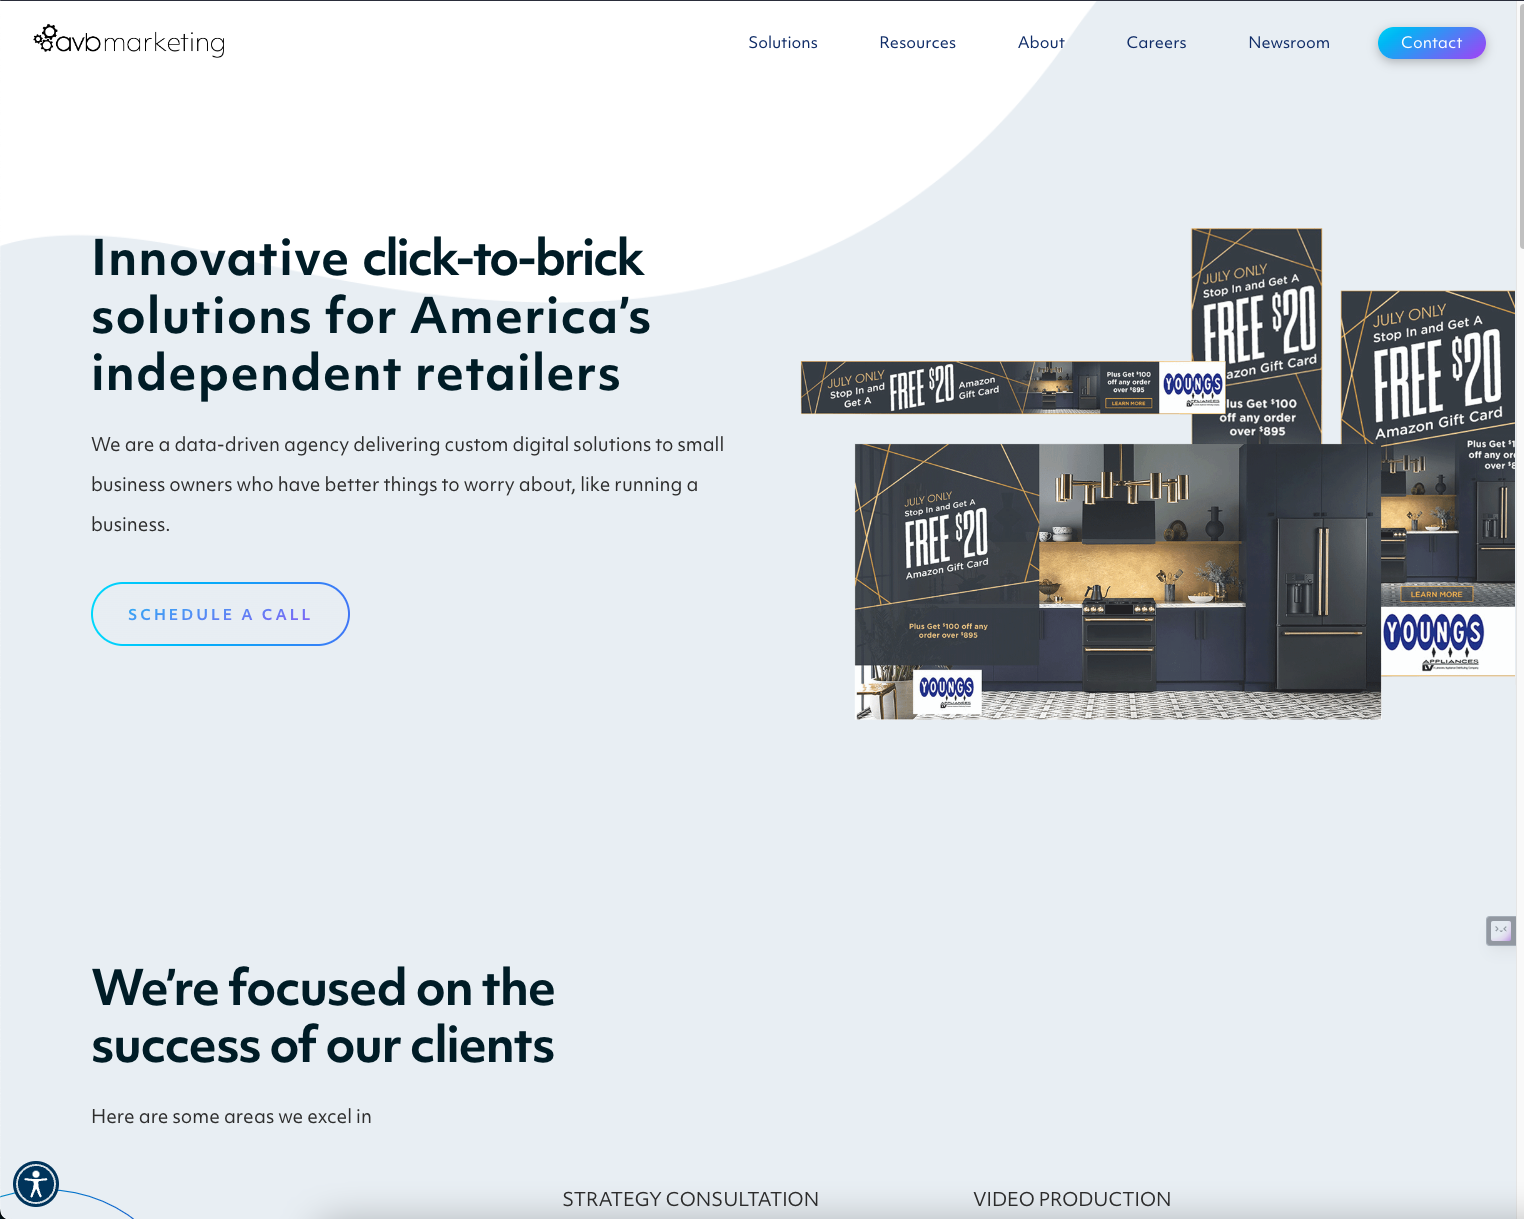 avbmarketing
Solutions
Resources
About
Careers
Newsroom
Contact
Innovative click-to-brick
solutions for America's
independent retailers
We are a data-driven agency delivering custom digital solutions to small
business owners who have better things to worry about, like running a
business.
SCHEDULE A CALL
JULY ONLY
Stop In and Get A
FREE $20
Amazon Gift Card
Plus Get $100
off any order
over $895
YOUNGS
APPLIANCES
LEARN MORE
JULY ONLY
Stop In and Get A
FREE $20
azon Gift Card
lus Get $100
off any order
over $895
JULY ONLY
Stop In and Get A
FREE $20
Amazon Gift Card
Plus Get $1
off any or
over $8
LEARN MORE
YOUNGS
APPLIANCES
JULY ONLY
Stop In and Get A
FREE $20
Amazon Gift Card
Plus Get $100 off any
order over $895
YOUNGS
APPLIANCES
We're focused on the
success of our clients
Here are some areas we excel in
STRATEGY CONSULTATION
VIDEO PRODUCTION